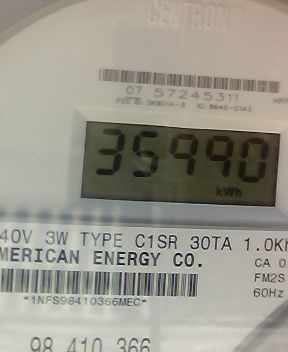 CENTRON®
07 57245311
35990
kWh
40V 3W TYPE C1SR 30TA 1.0K
MERICAN ENERGY CO.
CA 0
FM2S
*1NFS98410366MEC*
60Hz
98 410 366